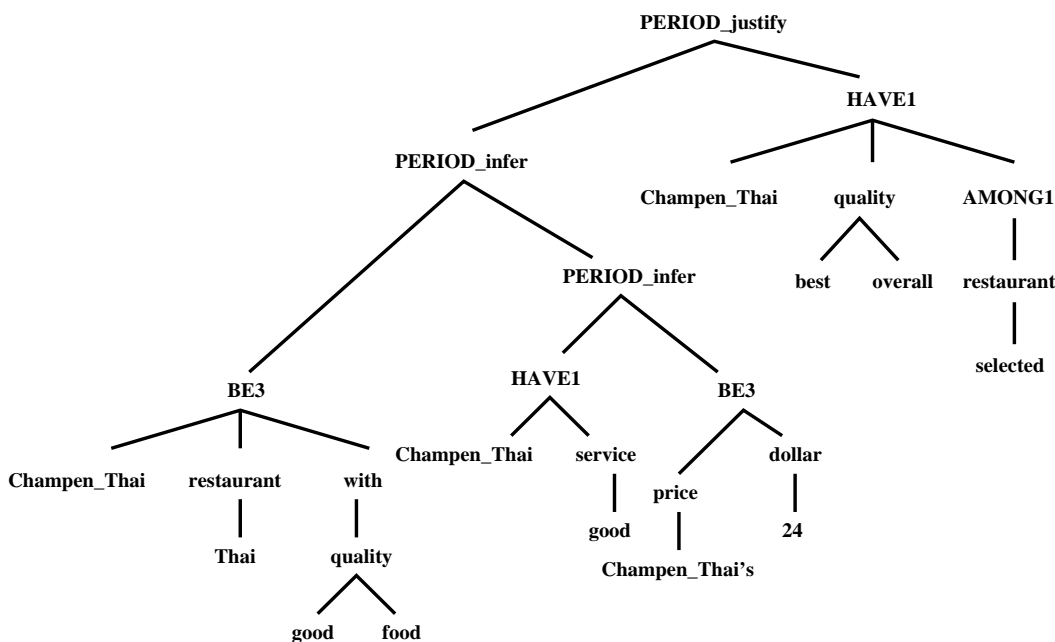 PERIOD_justify
HAVE1
PERIOD_infer
Champen_Thai quality AMONG1
PERIOD_infer
best overall restaurant
selected
HAVE1
BE3 BE3
Champen_Thai service dollar
Champen_Thai restaurant with
price
good 24
Thai quality
Champen_Thai's
good food